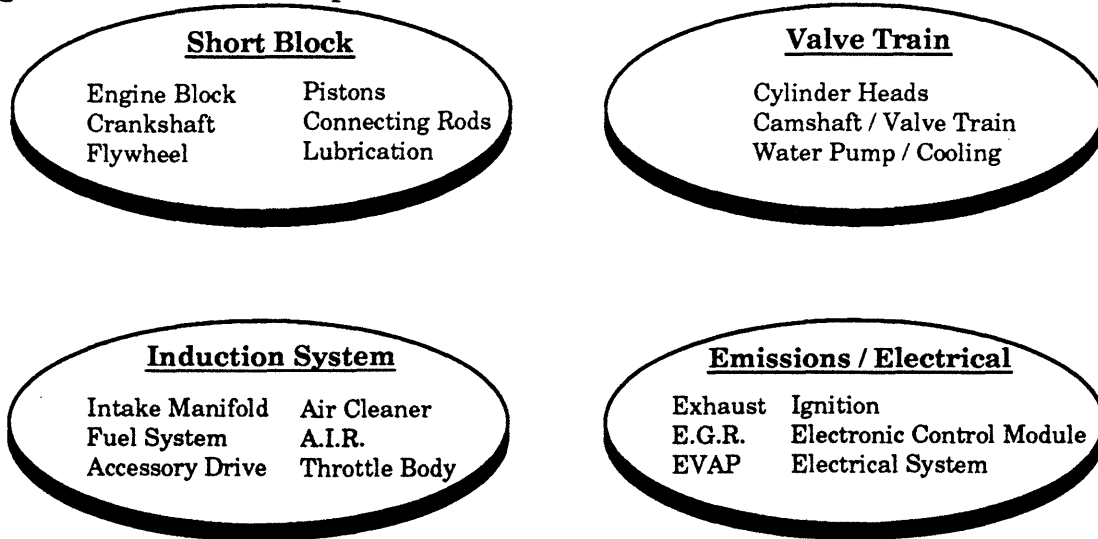 Short Block
Engine Block Pistons
Crankshaft Connecting Rods
Flywheel Lubrication
Valve Train
Cylinder Heads
Camshaft / Valve Train
Water Pump / Cooling
Induction System
Intake Manifold Air Cleaner
Fuel System A.I.R.
Accessory Drive Throttle Body
Emissions / Electrical
Exhaust Ignition
E.G.R. Electronic Control Module
EVAP Electrical System